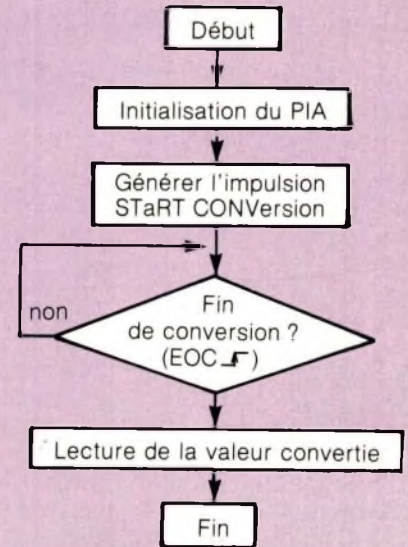 Début
Initialisation du PIA
Générer l'impulsion
STaRT CONVersion
non
Fin
de conversion ?
(EOC )
Lecture de la valeur convertie
Fin